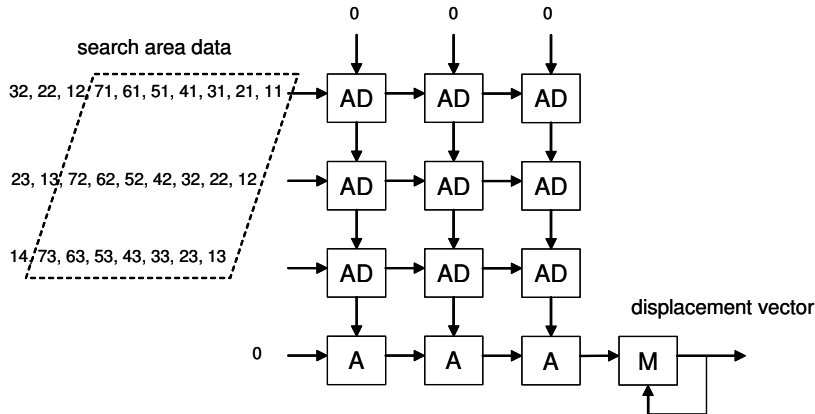 0 0 0
search area data
32, 22, 12, 71, 61, 51, 41, 31, 21, 11
AD AD AD
23, 13, 72, 62, 52, 42, 32, 22, 12
AD AD AD
14, 73, 63, 53, 43, 33, 23, 13
AD AD AD
displacement vector
0 A A A M